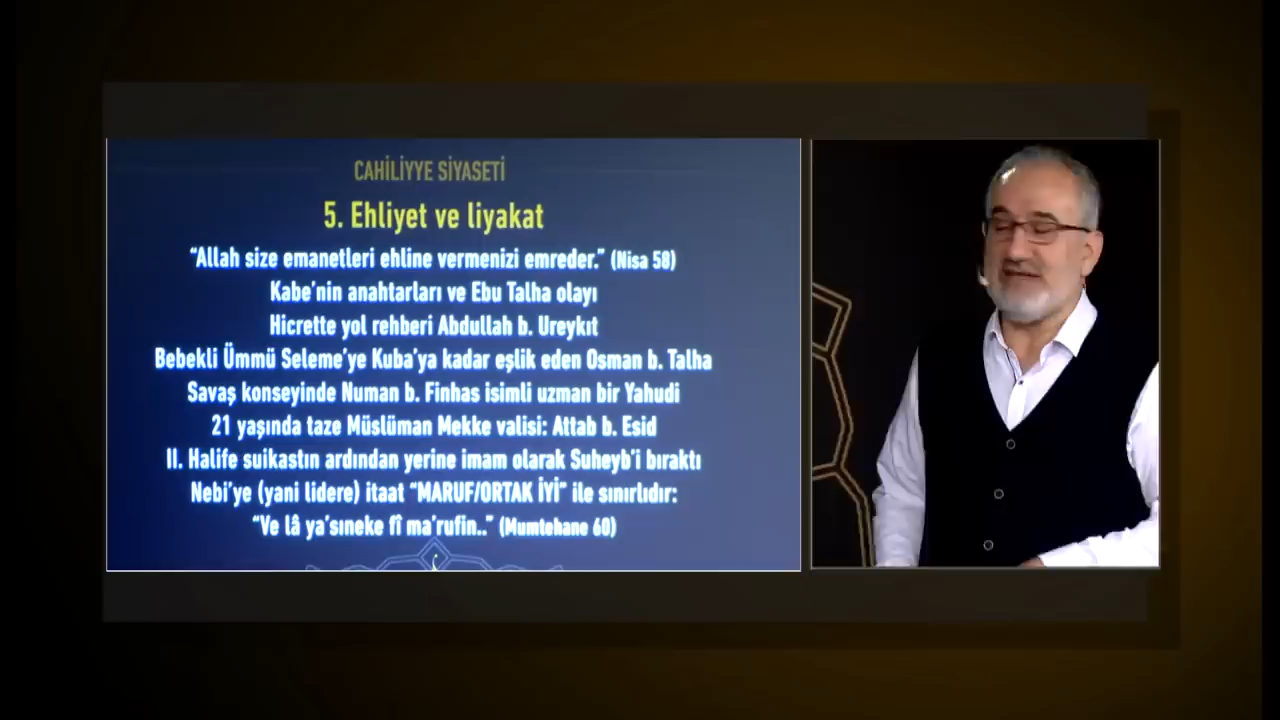 CAHİLİYYE SİYASETİ
5. Ehliyet ve liyakat
“Allah size emanetleri ehline vermenizi emreder.” (Nisa 58)
Kabe’nin anahtarları ve Ebu Talha olayı
Hicrette yol rehberi Abdullah b. Ureykıt
Bebekli Ümmü Seleme’ye Kuba’ya kadar eşlik eden Osman b. Talha
Savaş konseyinde Numan b. Finhas isimli uzman bir Yahudi
21 yaşında taze Müslüman Mekke valisi: Attab b. Esid
II. Halife suikastın ardından yerine imam olarak Suheyb’i bıraktı
Nebi’ye (yani lidere) itaat “MARUF/ORTAK İYİ” ile sınırlıdır:
“Ve lâ ya’sıneke fî ma’rufin..” (Mumtehane 60)